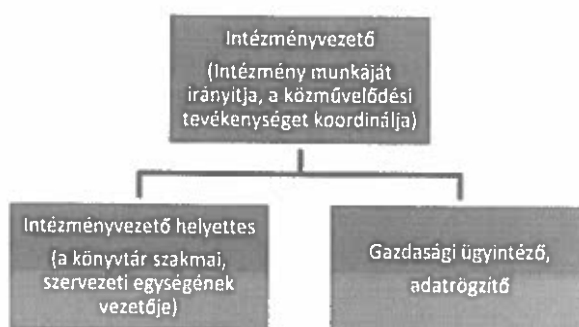 Intézményvezető
(Intézmény munkáját
irányítja, a közművelődési
tevékenységet koordinálja)
Intézményvezető helyettes
(a könyvtár szakmai,
szervezeti egységének
vezetője)
Gazdasági ügyintéző,
adatrögzítő